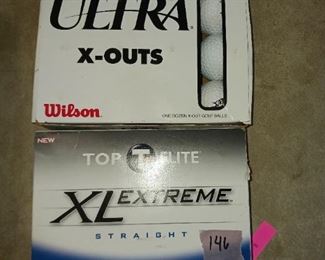 ULTRA
X-OUTS
Wilson
ONE DOZEN X-OUT GOLF BALLS
NEW
TOP T FLITE
XL EXTREME
STRAIGHT
146